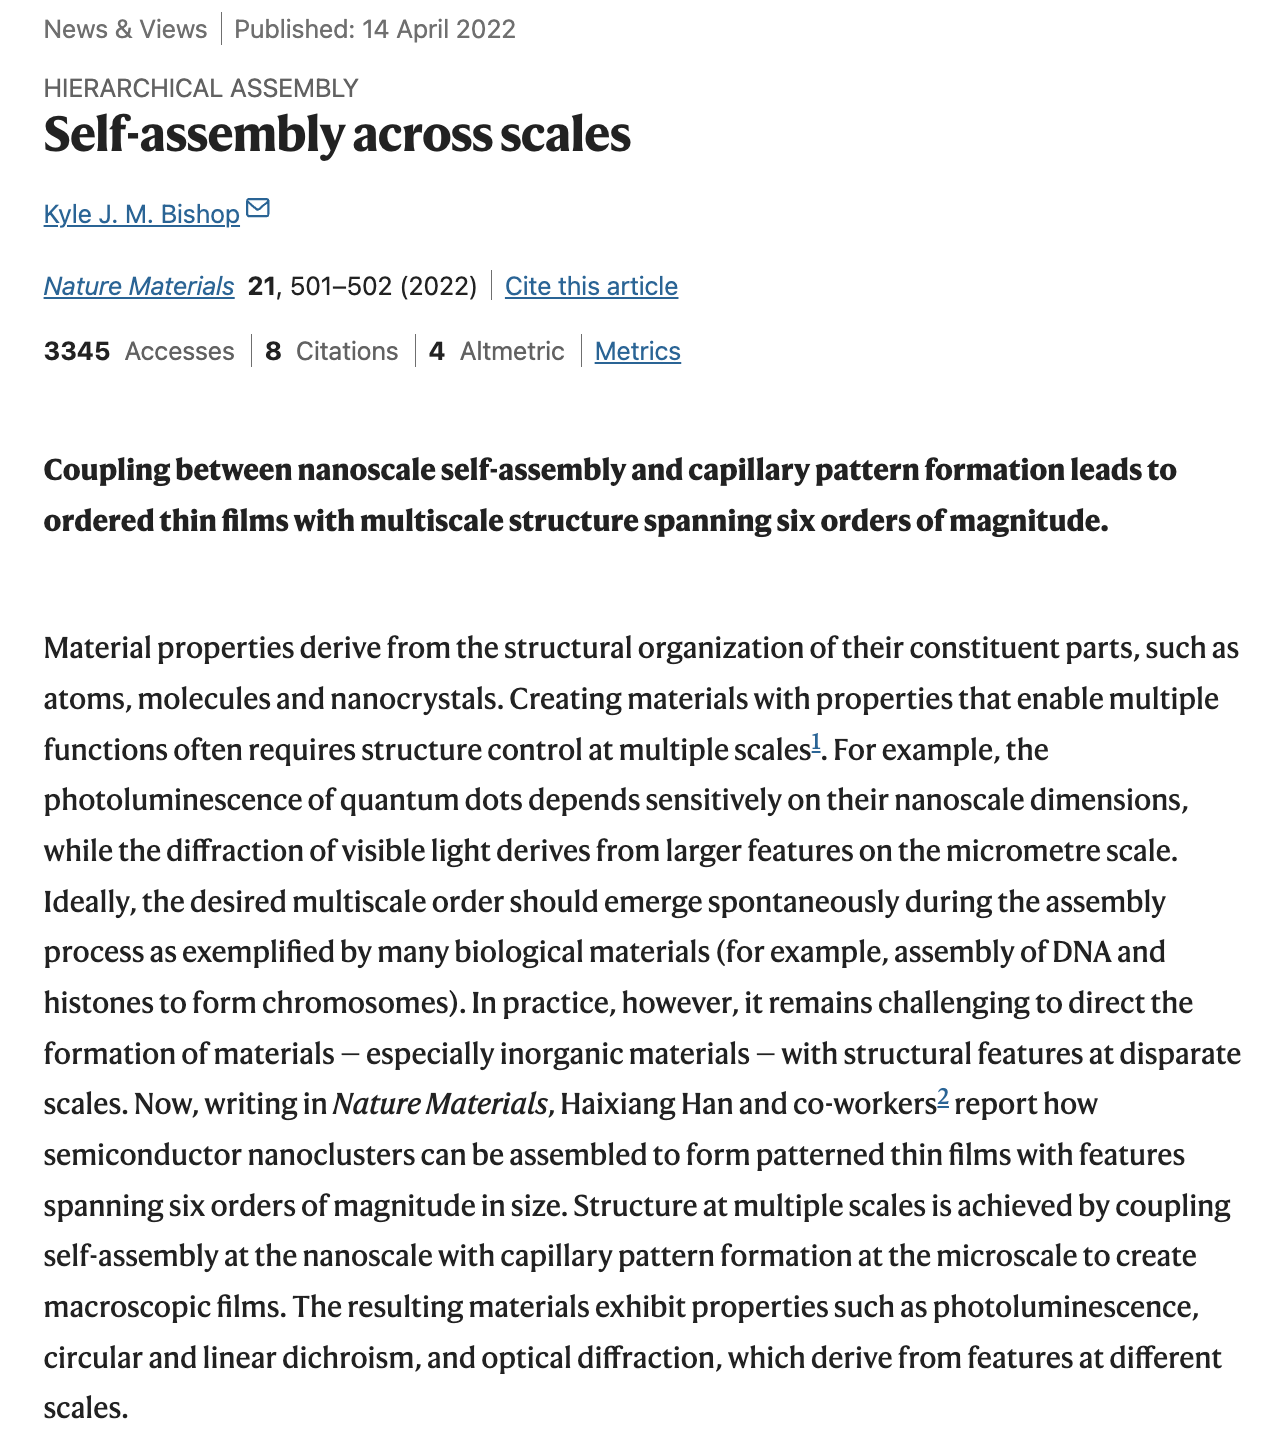 News & Views | Published: 14 April 2022
HIERARCHICAL ASSEMBLY
Self-assembly across scales
Kyle J. M. Bishop
Nature Materials 21, 501–502 (2022) | Cite this article
3345 Accesses | 8 Citations | 4 Altmetric | Metrics
Coupling between nanoscale self-assembly and capillary pattern formation leads to
ordered thin films with multiscale structure spanning six orders of magnitude.
Material properties derive from the structural organization of their constituent parts, such as
atoms, molecules and nanocrystals. Creating materials with properties that enable multiple
functions often requires structure control at multiple scales1. For example, the
photoluminescence of quantum dots depends sensitively on their nanoscale dimensions,
while the diffraction of visible light derives from larger features on the micrometre scale.
Ideally, the desired multiscale order should emerge spontaneously during the assembly
process as exemplified by many biological materials (for example, assembly of DNA and
histones to form chromosomes). In practice, however, it remains challenging to direct the
formation of materials — especially inorganic materials — with structural features at disparate
scales. Now, writing in Nature Materials, Haixiang Han and co-workers2 report how
semiconductor nanoclusters can be assembled to form patterned thin films with features
spanning six orders of magnitude in size. Structure at multiple scales is achieved by coupling
self-assembly at the nanoscale with capillary pattern formation at the microscale to create
macroscopic films. The resulting materials exhibit properties such as photoluminescence,
circular and linear dichroism, and optical diffraction, which derive from features at different
scales.